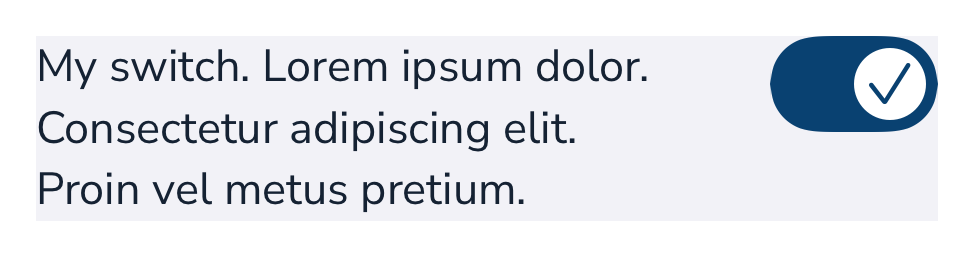 My switch. Lorem ipsum dolor.
Consectetur adipiscing elit.
Proin vel metus pretium.